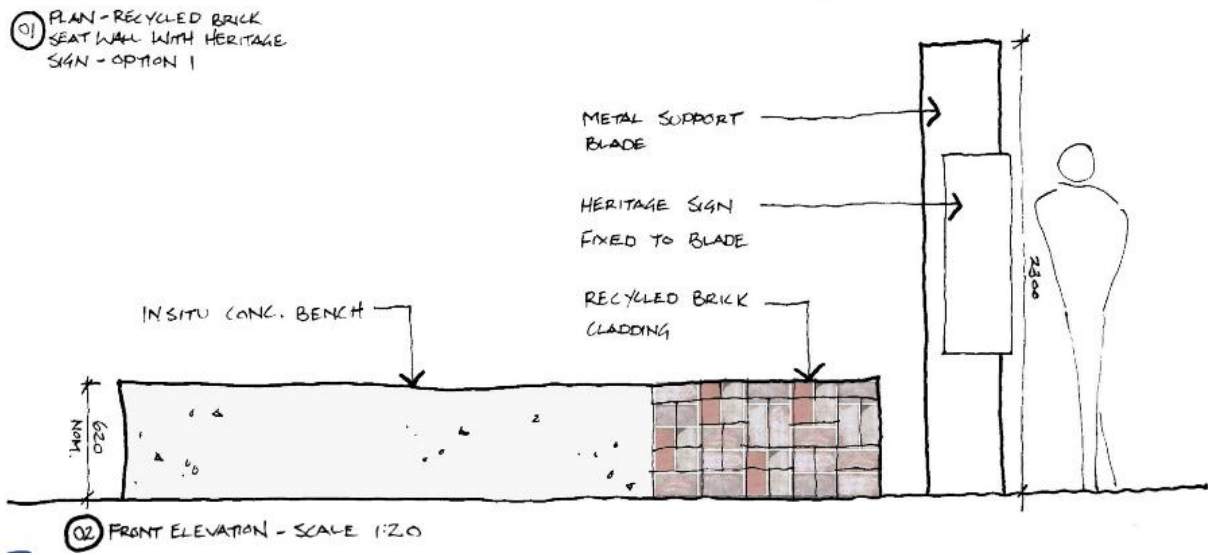 01 PLAN - RECYCLED BRICK
SEAT WALL WITH HERITAGE
SIGN - OPTION 1
METAL SUPPORT
BLADE
HERITAGE SIGN
FIXED TO BLADE
2300
INSITU CONC. BENCH
RECYCLED BRICK
CLADDING
620
NOM.
02 FRONT ELEVATION - SCALE 1:20